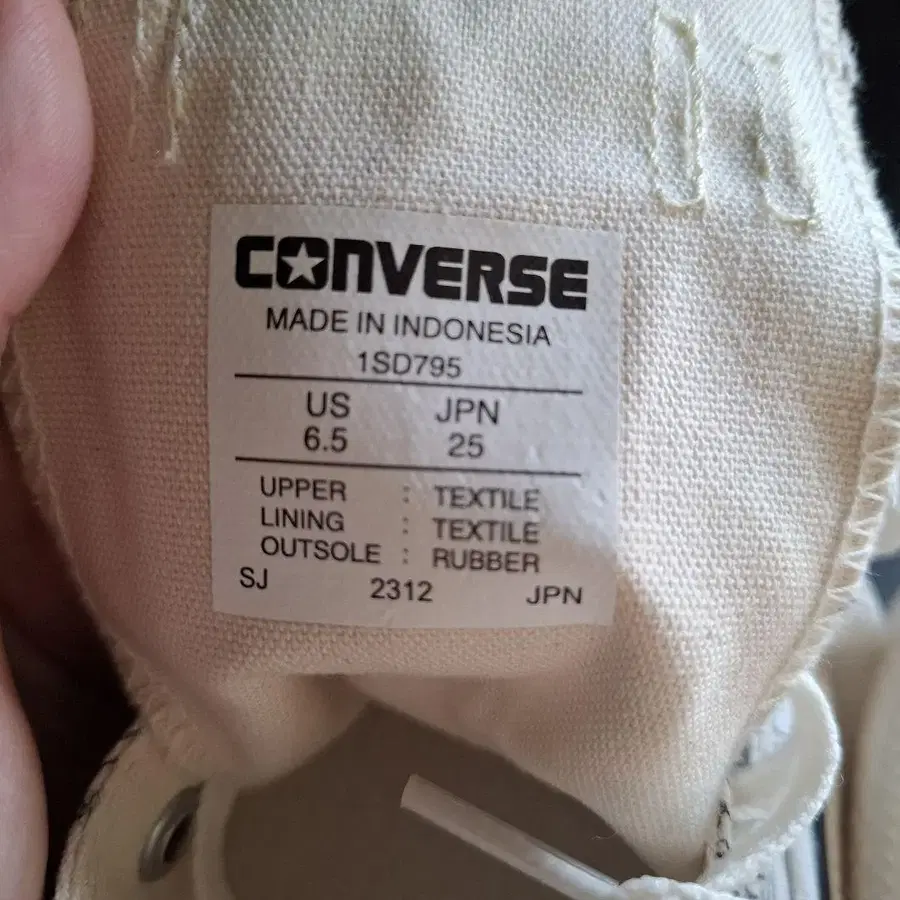 CONVERSE
MADE IN INDONESIA
1SD795
US JPN
6.5 25
UPPER : TEXTILE
LINING : TEXTILE
OUTSOLE : RUBBER
SJ 2312 JPN